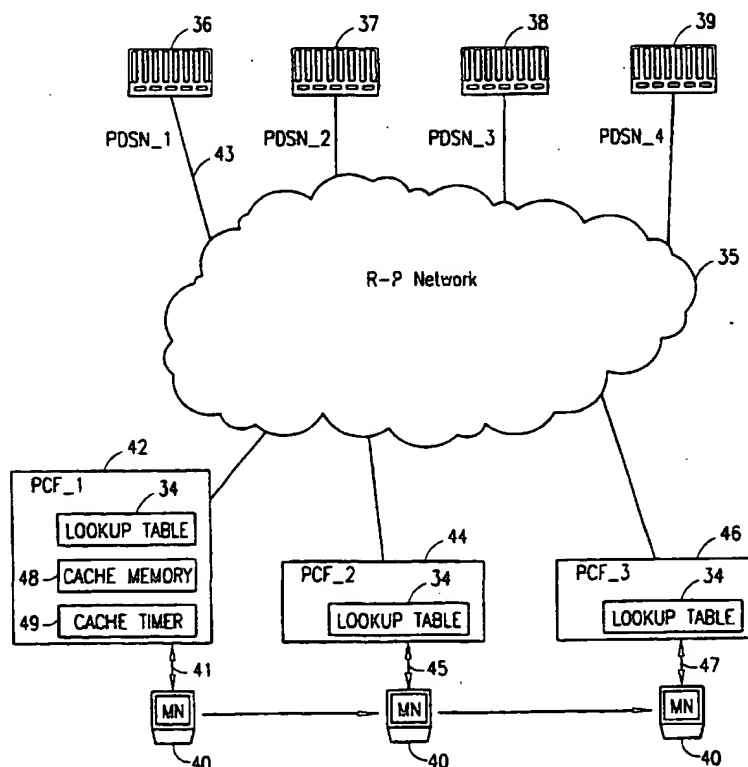 36
37
38
39
PDSN_1
PDSN_2
PDSN_3
PDSN_4
43
R-P Network
35
42
PCF_1
34
LOOKUP TABLE
48
CACHE MEMORY
49
CACHE TIMER
44
PCF_2
34
LOOKUP TABLE
46
PCF_3
34
LOOKUP TABLE
41
45
47
MN
MN
MN
40
40
40